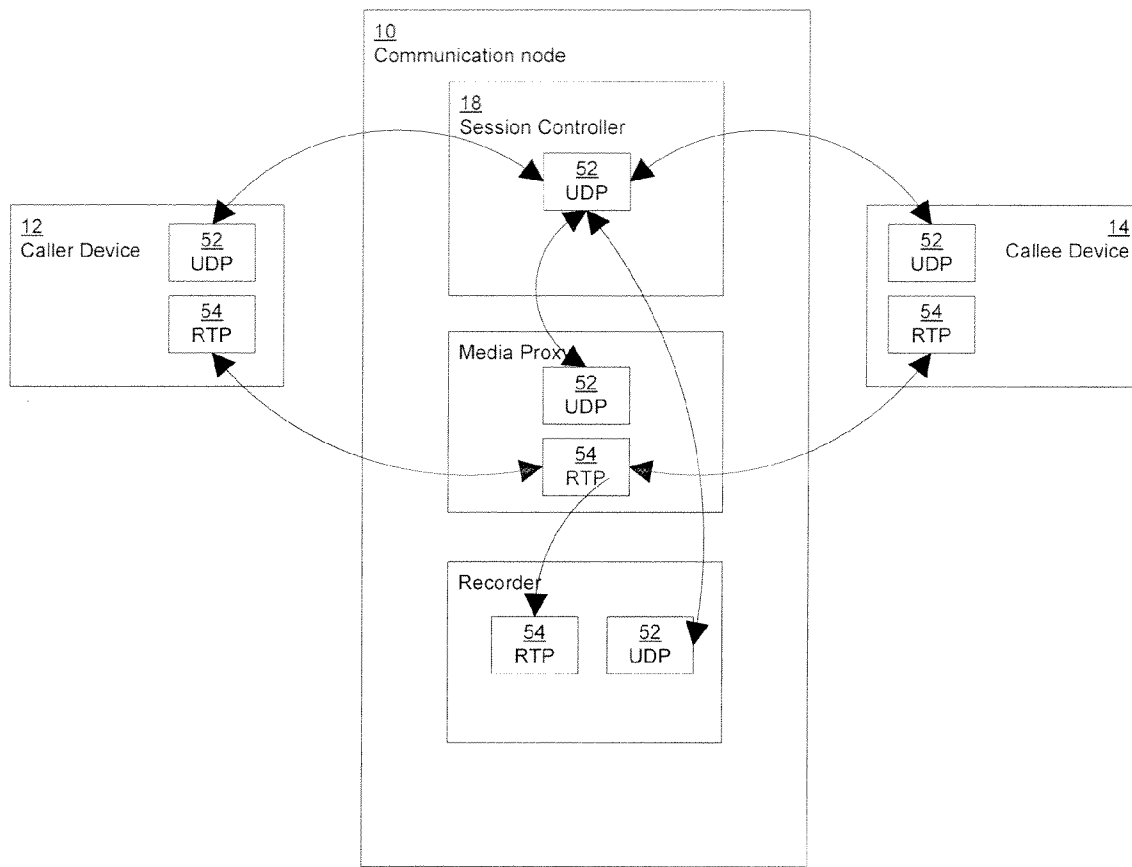 10
Communication node
18
Session Controller
52
UDP
12
Caller Device
52
UDP
54
RTP
14
Callee Device
52
UDP
54
RTP
Media Proxy
52
UDP
54
RTP
Recorder
54
RTP
52
UDP